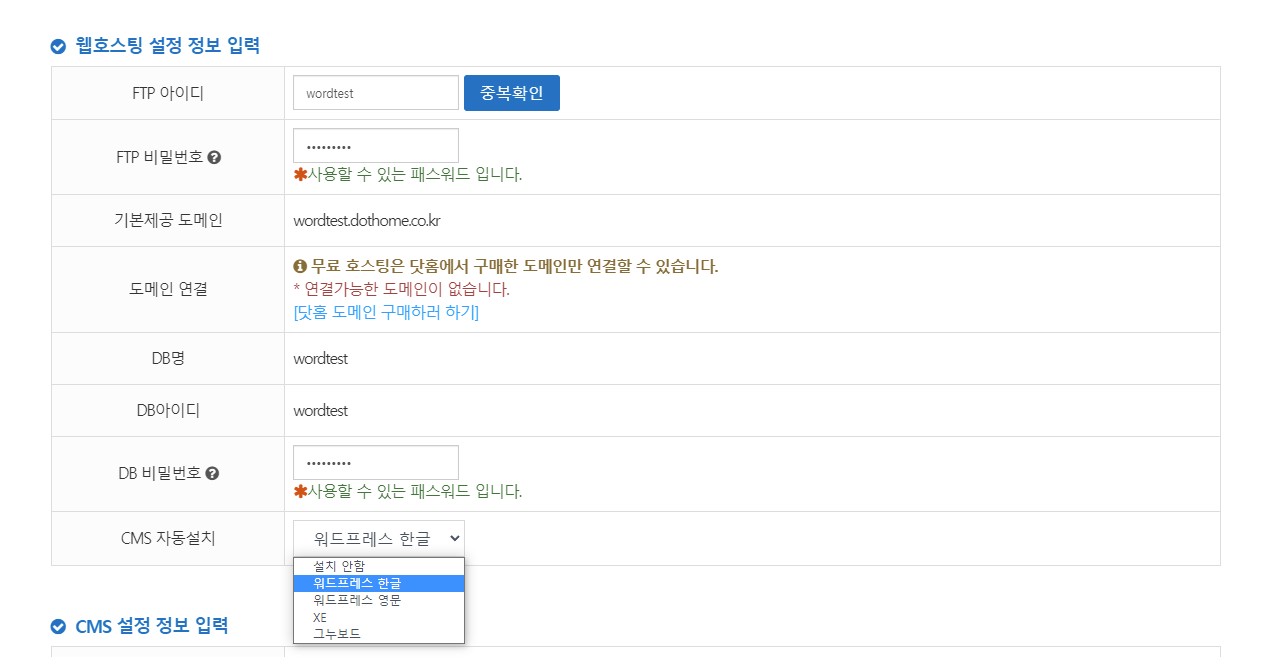 웹호스팅 설정 정보 입력
FTP 아이디
wordtest
중복확인
FTP 비밀번호
•••••••••
✱사용할 수 있는 패스워드 입니다.
기본제공 도메인
wordtest.dothome.co.kr
도메인 연결
무료 호스팅은 닷홈에서 구매한 도메인만 연결할 수 있습니다.
* 연결가능한 도메인이 없습니다.
[닷홈 도메인 구매하러 하기]
DB명
wordtest
DB아이디
wordtest
DB 비밀번호
•••••••••
✱사용할 수 있는 패스워드 입니다.
CMS 자동설치
워드프레스 한글
설치 안함
워드프레스 한글
워드프레스 영문
XE
그누보드
CMS 설정 정보 입력